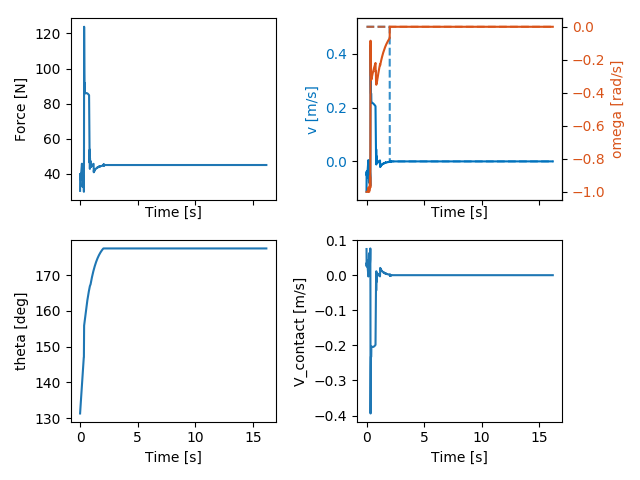 120
100
80
60
40
Force [N]
Time [s]
0.4
0.2
0.0
v [m/s]
0.0
−0.2
−0.4
−0.6
−0.8
−1.0
omega [rad/s]
Time [s]
170
160
150
140
130
theta [deg]
0 5 10 15
Time [s]
0.1
0.0
−0.1
−0.2
−0.3
−0.4
V_contact [m/s]
0 5 10 15
Time [s]